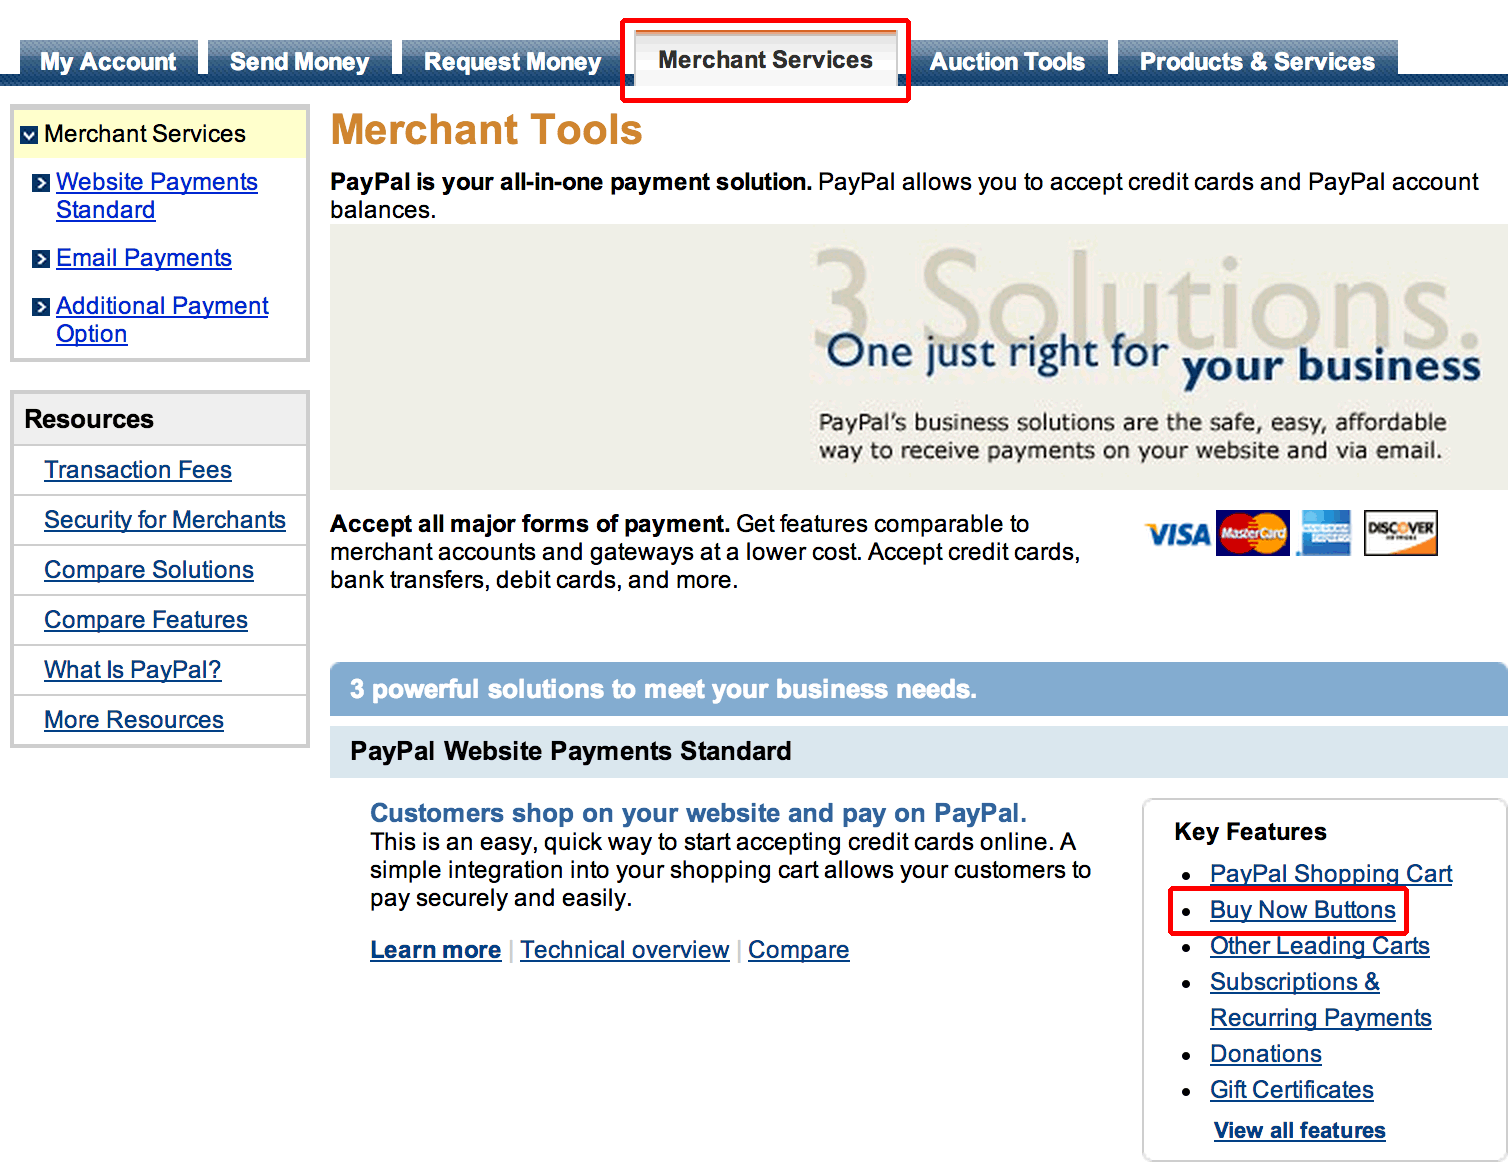 My Account
Send Money
Request Money
Merchant Services
Auction Tools
Products & Services
Merchant Services
Website Payments
Standard
Email Payments
Additional Payment
Option
Resources
Transaction Fees
Security for Merchants
Compare Solutions
Compare Features
What Is PayPal?
More Resources
Merchant Tools
PayPal is your all-in-one payment solution. PayPal allows you to accept credit cards and PayPal account
balances.
3 Solutions.
One just right for your business
PayPal's business solutions are the safe, easy, affordable
way to receive payments on your website and via email.
Accept all major forms of payment. Get features comparable to
merchant accounts and gateways at a lower cost. Accept credit cards,
bank transfers, debit cards, and more.
VISA
MasterCard
DISCOVER
3 powerful solutions to meet your business needs.
PayPal Website Payments Standard
Customers shop on your website and pay on PayPal.
This is an easy, quick way to start accepting credit cards online. A
simple integration into your shopping cart allows your customers to
pay securely and easily.
Learn more | Technical overview | Compare
Key Features
PayPal Shopping Cart
Buy Now Buttons
Other Leading Carts
Subscriptions &
Recurring Payments
Donations
Gift Certificates
View all features